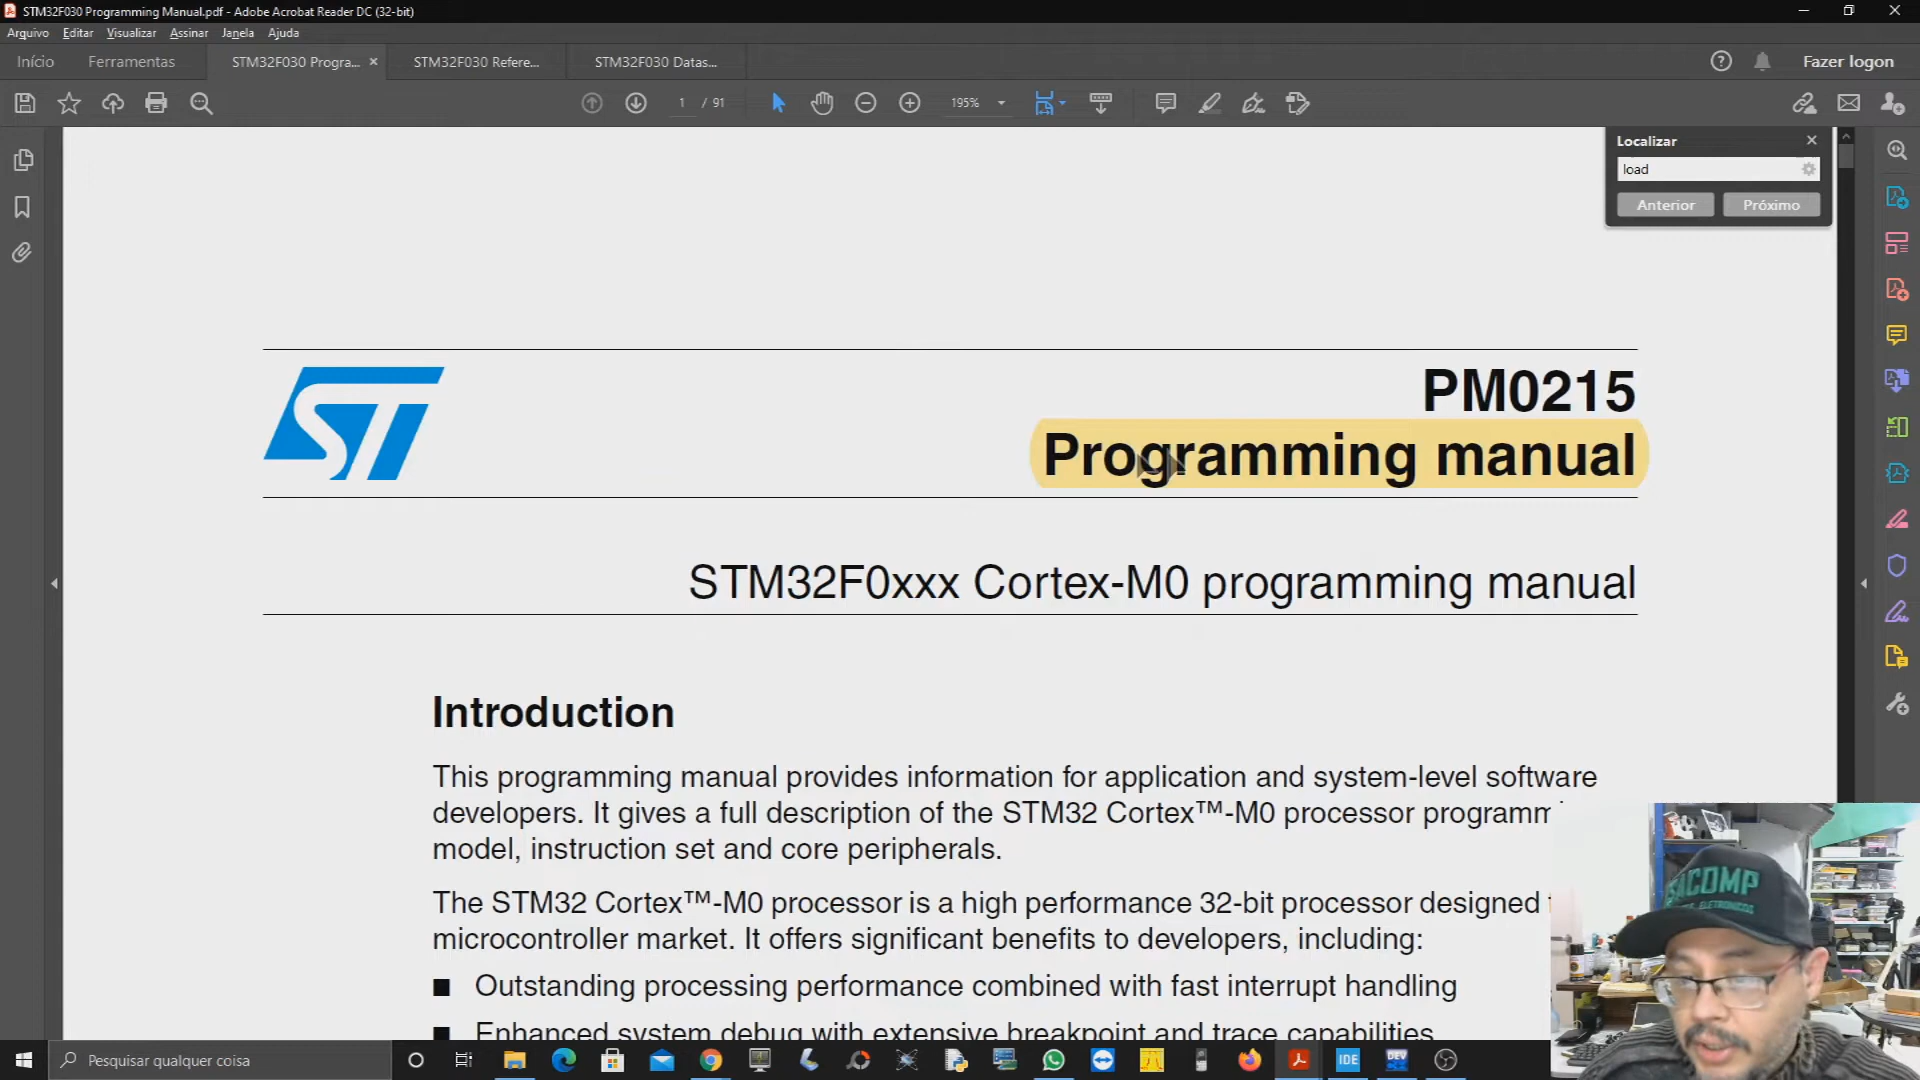 STM32F030 Programming Manual.pdf - Adobe Acrobat Reader DC (32-bit)
Arquivo Editar Visualizar Assinar Janela Ajuda
Início Ferramentas STM32F030 Progra... STM32F030 Refere... STM32F030 Datas... Fazer logon
1 / 91 195%
Localizar
load
Anterior Próximo
ST
PM0215
Programming manual
STM32F0xxx Cortex-M0 programming manual
Introduction
This programming manual provides information for application and system-level software
developers. It gives a full description of the STM32 Cortex™-M0 processor programm
model, instruction set and core peripherals.
The STM32 Cortex™-M0 processor is a high performance 32-bit processor designed
microcontroller market. It offers significant benefits to developers, including:
■ Outstanding processing performance combined with fast interrupt handling
■ Enhanced system debug with extensive breakpoint and trace capabilities
SACOMP
ELETRONICOS
Pesquisar qualquer coisa
IDE
DEV